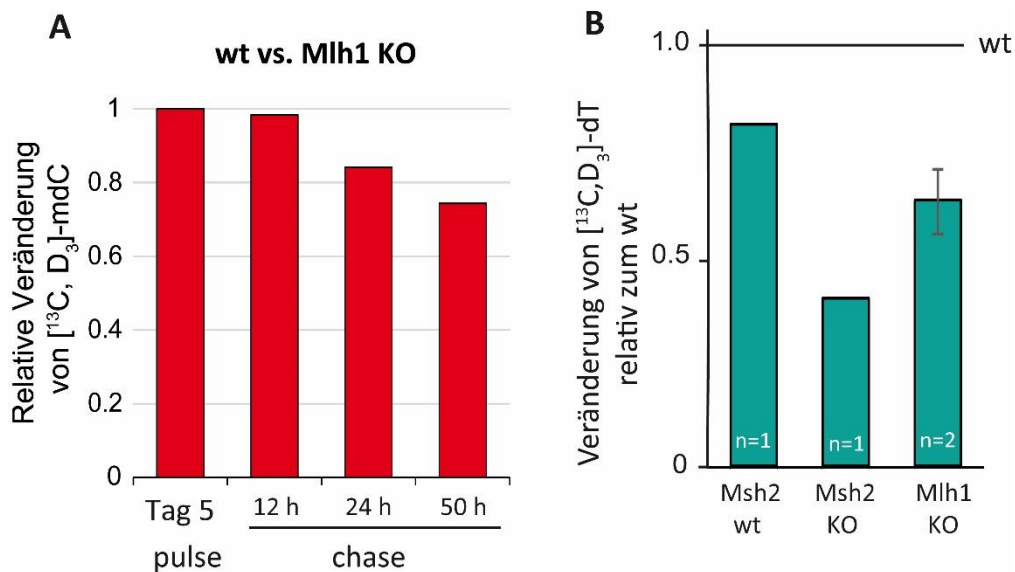 A
wt vs. Mlh1 KO
Relative Veränderung
von [¹³C, D₃]-mdC
1
0.8
0.6
0.4
0.2
0
Tag 5
12 h
24 h
50 h
pulse
chase
B
Veränderung von [¹³C,D₃]-dT
relativ zum wt
1.0
wt
0.5
0
n=1
n=1
n=2
Msh2
wt
Msh2
KO
Mlh1
KO